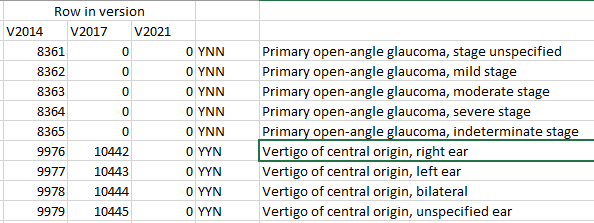 Row in version
V2014 V2017 V2021
8361 0 0 YNN Primary open-angle glaucoma, stage unspecified
8362 0 0 YNN Primary open-angle glaucoma, mild stage
8363 0 0 YNN Primary open-angle glaucoma, moderate stage
8364 0 0 YNN Primary open-angle glaucoma, severe stage
8365 0 0 YNN Primary open-angle glaucoma, indeterminate stage
9976 10442 0 YYN Vertigo of central origin, right ear
9977 10443 0 YYN Vertigo of central origin, left ear
9978 10444 0 YYN Vertigo of central origin, bilateral
9979 10445 0 YYN Vertigo of central origin, unspecified ear